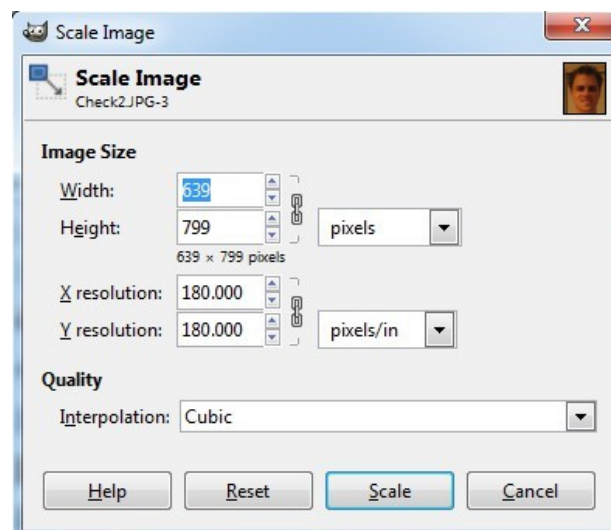 Scale Image
Scale Image
Check2.JPG-3
Image Size
Width: 639
Height: 799 pixels
639 × 799 pixels
X resolution: 180.000
Y resolution: 180.000 pixels/in
Quality
Interpolation: Cubic
Help Reset Scale Cancel